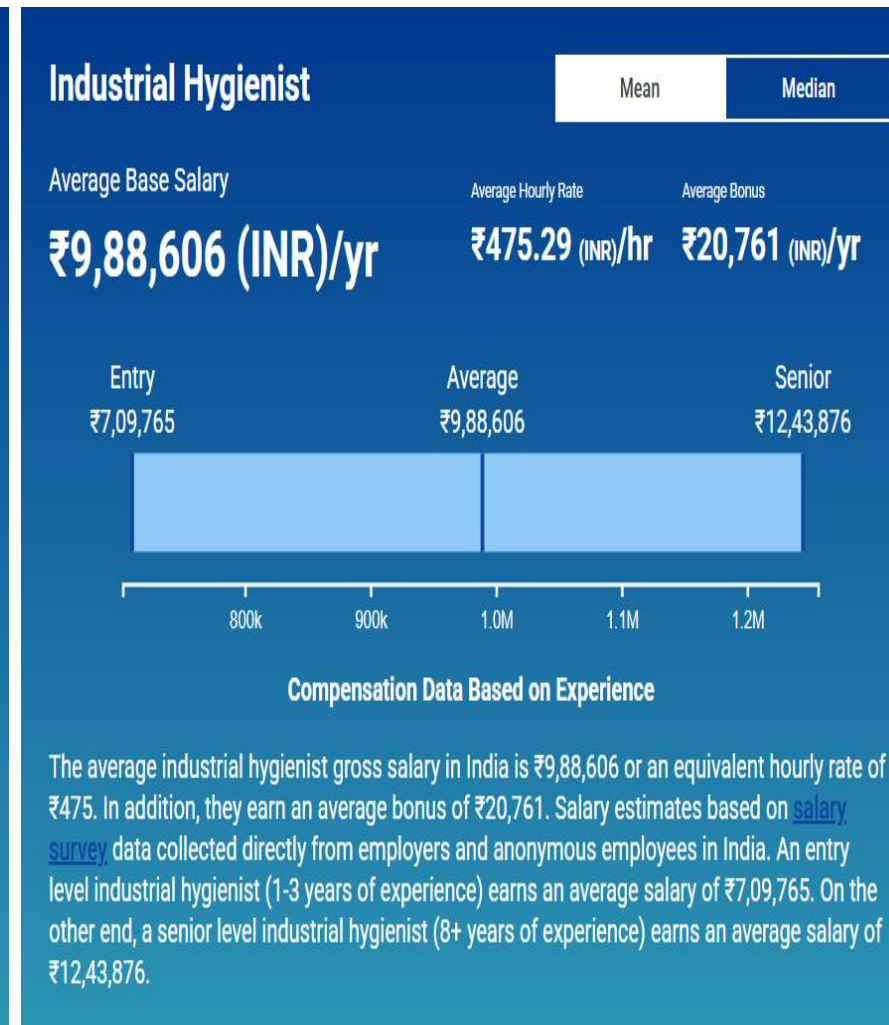 Industrial Hygienist
Mean
Median
Average Base Salary
Average Hourly Rate
Average Bonus
₹9,88,606 (INR)/yr
₹475.29 (INR)/hr
₹20,761 (INR)/yr
Entry
Average
Senior
₹7,09,765
₹9,88,606
₹12,43,876
800k
900k
1.0M
1.1M
1.2M
Compensation Data Based on Experience
The average industrial hygienist gross salary in India is ₹9,88,606 or an equivalent hourly rate of
₹475. In addition, they earn an average bonus of ₹20,761. Salary estimates based on salary
survey data collected directly from employers and anonymous employees in India. An entry
level industrial hygienist (1-3 years of experience) earns an average salary of ₹7,09,765. On the
other end, a senior level industrial hygienist (8+ years of experience) earns an average salary of
₹12,43,876.